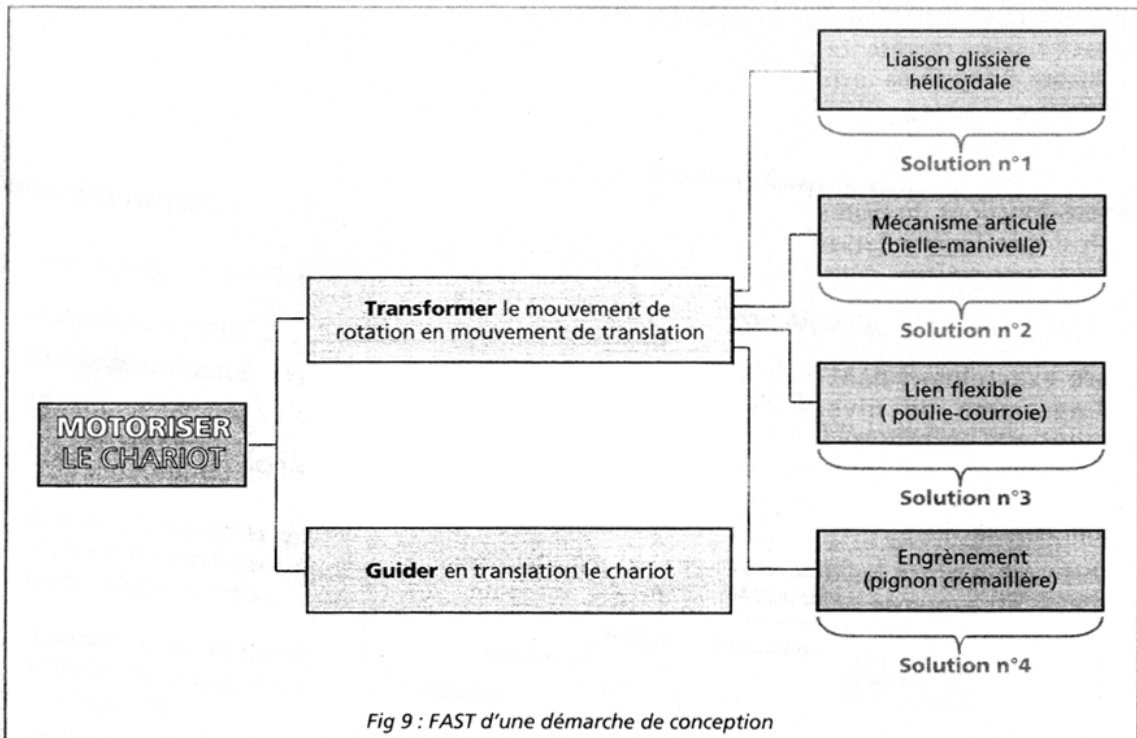 Liaison glissière
hélicoïdale
Solution n°1
Mécanisme articulé
(bielle-manivelle)
Solution n°2
Transformer le mouvement de
rotation en mouvement de translation
Lien flexible
( poulie-courroie)
Solution n°3
MOTORISER
LE CHARIOT
Guider en translation le chariot
Engrènement
(pignon crémaillère)
Solution n°4
Fig 9 : FAST d'une démarche de conception